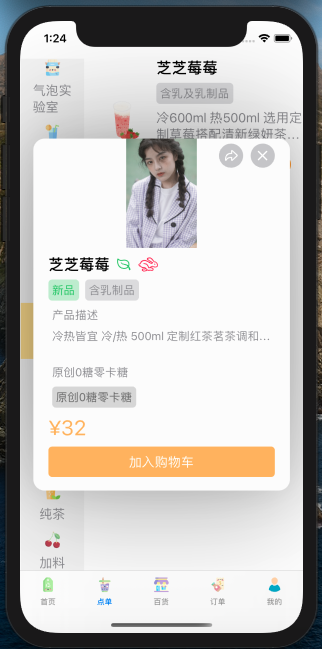 1:24
芝芝莓莓
气泡实
验室
含乳及乳制品
冷600ml 热500ml 选用定
制草莓搭配清新绿妍茶...
芝芝莓莓
新品
含乳制品
产品描述
冷热皆宜 冷/热 500ml 定制红茶茗茶调和...
原创0糖零卡糖
原创0糖零卡糖
¥32
加入购物车
纯茶
加料
首页
点单
百货
订单
我的